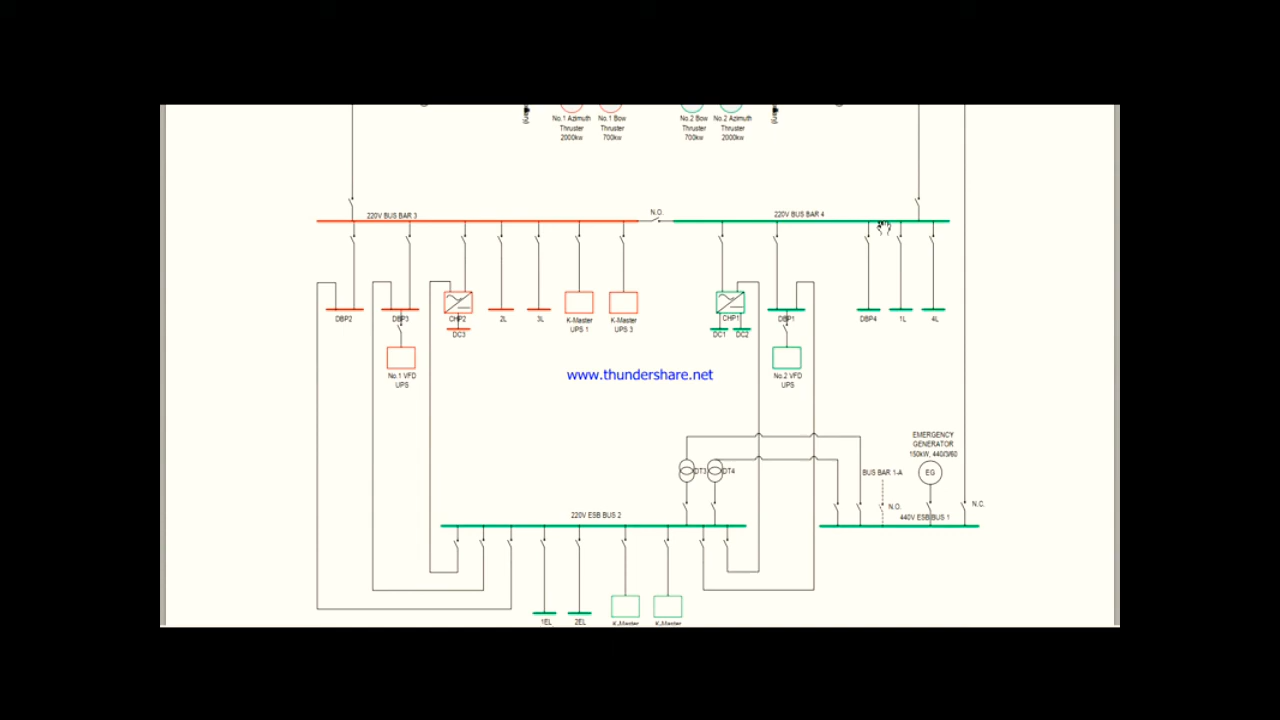 No.1 Azimuth
Thruster
2000kw
No.1 Bow
Thruster
700kw
No.2 Bow
Thruster
700kw
No.2 Azimuth
Thruster
2000kw
220V BUS BAR 3
N.O.
220V BUS BAR 4
DBP2
DBP3
CHP2
DC3
2L
3L
K-Master
UPS 1
K-Master
UPS 3
CHP1
DC1
DC2
DBP1
DBP4
1L
4L
No.1 VFD
UPS
No.2 VFD
UPS
www.thundershare.net
EMERGENCY
GENERATOR
150kW, 440/3/60
EG
DT3
DT4
BUS BAR 1-A
N.O.
N.C.
220V ESB BUS 2
440V ESB BUS 1
1EL
2EL
K-Master
K-Master